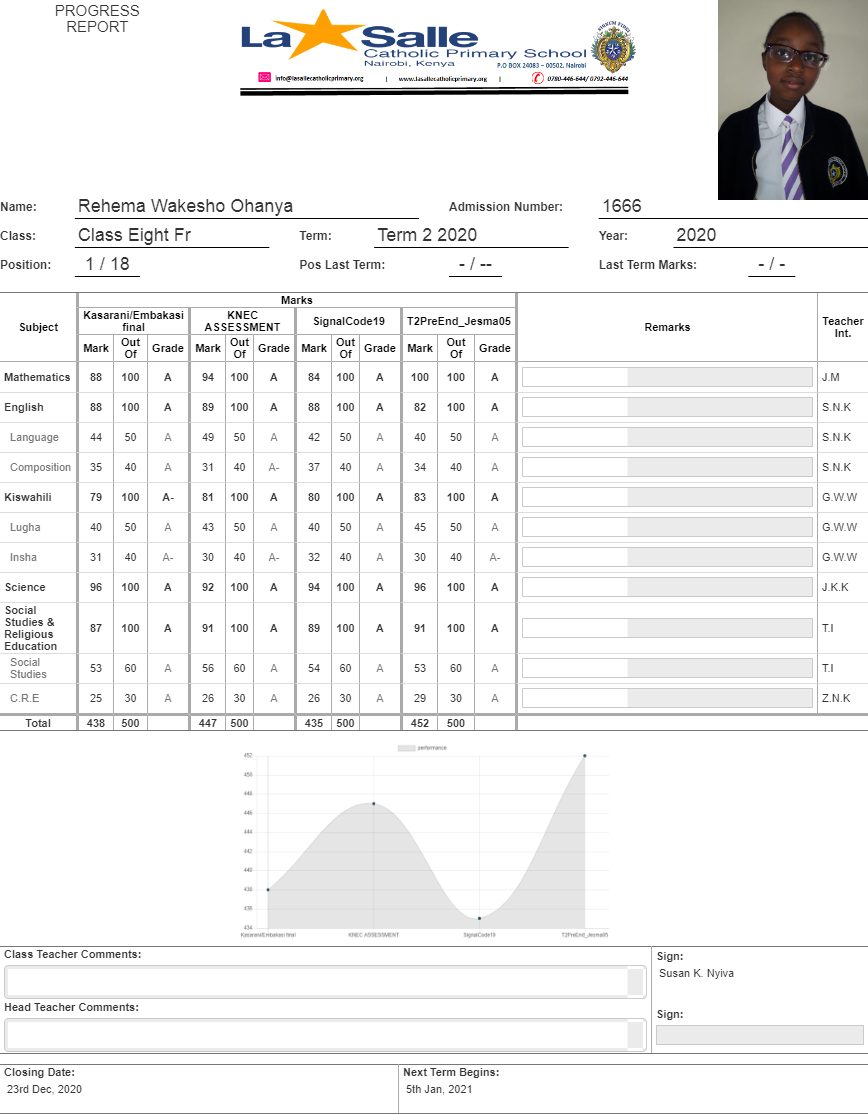 PROGRESS
REPORT
La Salle
Catholic Primary School
Nairobi, Kenya
P.O BOX 24083 – 00502, Nairobi
info@lasallecatholicprimary.org | www.lasallecatholicprimary.org | 0780-446-644/ 0792-446-644
Name: Rehema Wakesho Ohanya Admission Number: 1666
Class: Class Eight Fr Term: Term 2 2020 Year: 2020
Position: 1 / 18 Pos Last Term: - / -- Last Term Marks: - / -
Marks
Subject Kasarani/Embakasi final KNEC ASSESSMENT SignalCode19 T2PreEnd_Jesma05 Remarks Teacher Int.
Mark Out Of Grade Mark Out Of Grade Mark Out Of Grade Mark Out Of Grade
Mathematics 88 100 A 94 100 A 84 100 A 100 100 A J.M
English 88 100 A 89 100 A 88 100 A 82 100 A S.N.K
Language 44 50 A 49 50 A 42 50 A 40 50 A S.N.K
Composition 35 40 A 31 40 A- 37 40 A 34 40 A S.N.K
Kiswahili 79 100 A- 81 100 A 80 100 A 83 100 A G.W.W
Lugha 40 50 A 43 50 A 40 50 A 45 50 A G.W.W
Insha 31 40 A- 30 40 A- 32 40 A 30 40 A- G.W.W
Science 96 100 A 92 100 A 94 100 A 96 100 A J.K.K
Social Studies & Religious Education 87 100 A 91 100 A 89 100 A 91 100 A T.I
Social Studies 53 60 A 56 60 A 54 60 A 53 60 A T.I
C.R.E 25 30 A 26 30 A 26 30 A 29 30 A Z.N.K
Total 438 500 447 500 435 500 452 500
performance
452
450
448
446
444
442
440
438
436
434
Kasarani/Embakasi final KNEC ASSESSMENT SignalCode19 T2PreEnd_Jesma05
Class Teacher Comments: Sign:
Susan K. Nyiva
Head Teacher Comments: Sign:
Closing Date: Next Term Begins:
23rd Dec, 2020 5th Jan, 2021